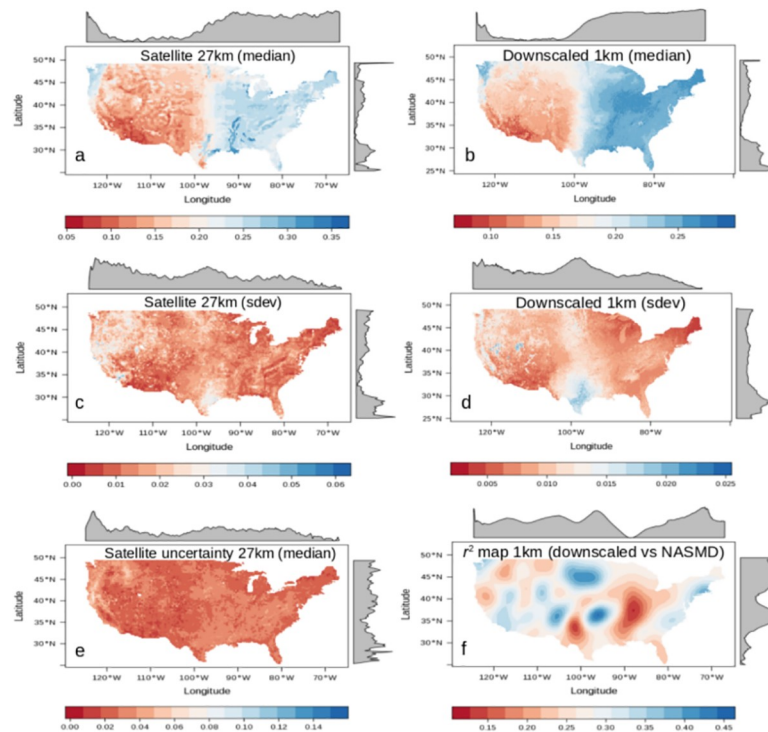 Satellite 27km (median)
50°N
45°N
40°N
35°N
30°N
Latitude
a
120°W 110°W 100°W 90°W 80°W 70°W
Longitude
0.05 0.10 0.15 0.20 0.25 0.30 0.35
Downscaled 1km (median)
50°N
45°N
40°N
35°N
30°N
25°N
Latitude
b
120°W 100°W 80°W
Longitude
0.10 0.15 0.20 0.25
Satellite 27km (sdev)
50°N
45°N
40°N
35°N
30°N
Latitude
c
120°W 110°W 100°W 90°W 80°W 70°W
Longitude
0.00 0.01 0.02 0.03 0.04 0.05 0.06
Downscaled 1km (sdev)
50°N
45°N
40°N
35°N
30°N
25°N
Latitude
d
120°W 100°W 80°W
Longitude
0.005 0.010 0.015 0.020 0.025
Satellite uncertainty 27km (median)
50°N
45°N
40°N
35°N
30°N
Latitude
e
120°W 110°W 100°W 90°W 80°W 70°W
Longitude
0.00 0.02 0.04 0.06 0.08 0.10 0.12 0.14
r² map 1km (downscaled vs NASMD)
50°N
45°N
40°N
35°N
30°N
Latitude
f
120°W 110°W 100°W 90°W 80°W 70°W
Longitude
0.15 0.20 0.25 0.30 0.35 0.40 0.45